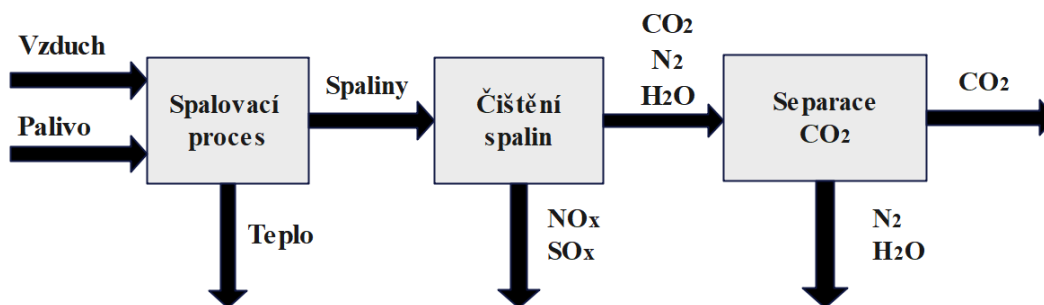 Vzduch
Palivo
Spalovací
proces
Teplo
Spaliny
Čištění
spalin
NOx
SOx
CO₂
N₂
H₂O
Separace
CO₂
N₂
H₂O
CO₂